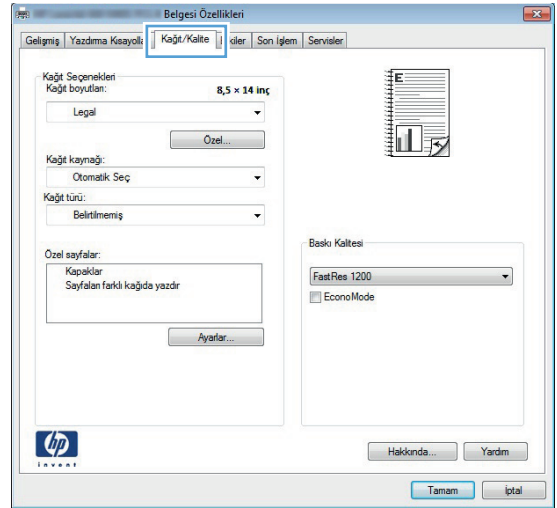 Belgesi Özellikleri
Gelişmiş Yazdırma Kısayolla Kağıt/Kalite kiler Son İşlem Servisler
Kağıt Seçenekleri
Kağıt boyutları: 8,5 × 14 inç
Legal
Özel...
Kağıt kaynağı:
Otomatik Seç
Kağıt türü:
Belirtilmemiş
Özel sayfalar:
Kapaklar
Sayfaları farklı kağıda yazdır
Ayarlar...
E
Baskı Kalitesi
FastRes 1200
EconoMode
hp
invent
Hakkında... Yardım
Tamam İptal